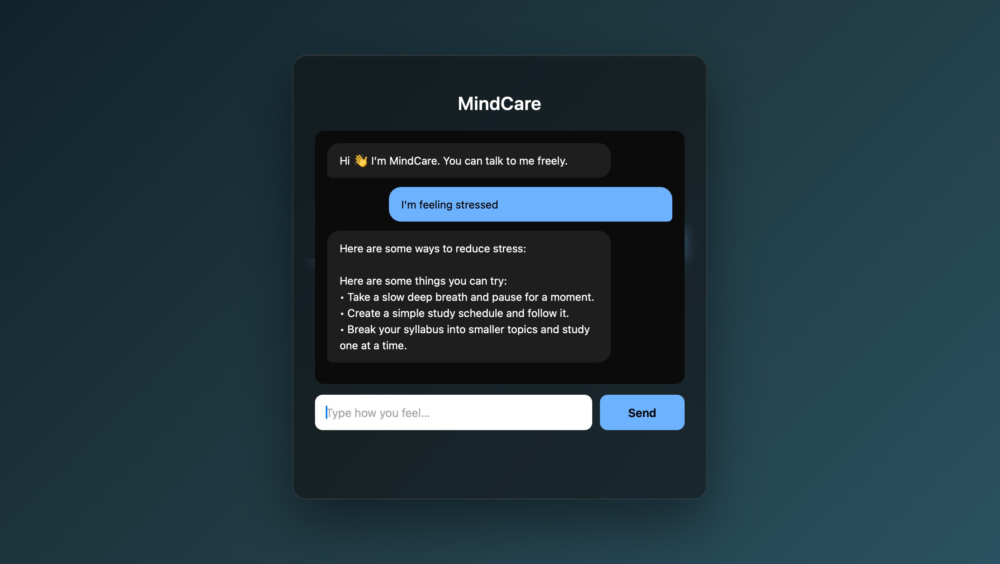 MindCare
Hi 👋 I’m MindCare. You can talk to me freely.
I'm feeling stressed
Here are some ways to reduce stress:
Here are some things you can try:
• Take a slow deep breath and pause for a moment.
• Create a simple study schedule and follow it.
• Break your syllabus into smaller topics and study
one at a time.
Type how you feel...
Send